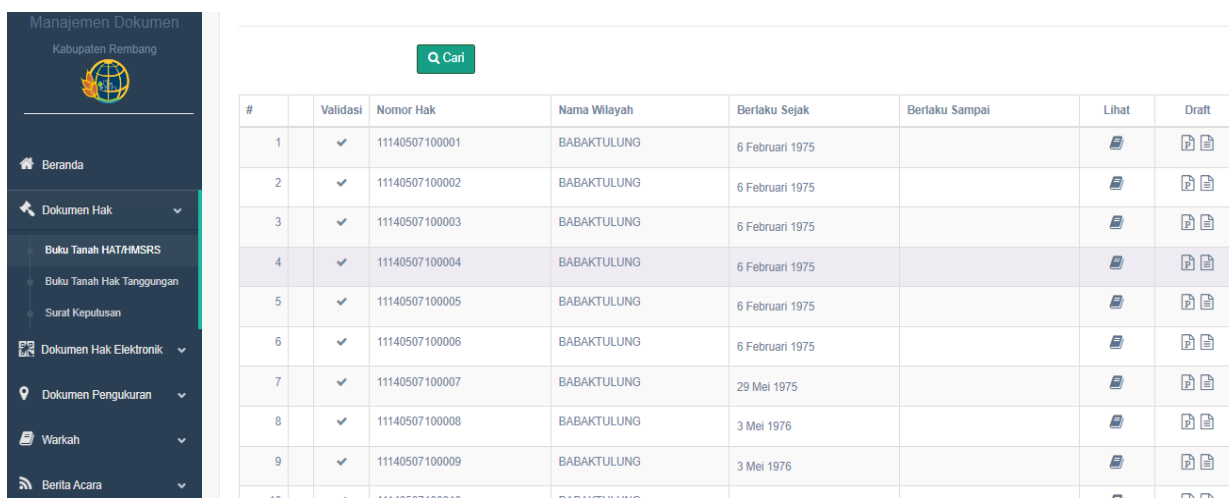 Manajemen Dokumen
Kabupaten Rembang
Beranda
Dokumen Hak
Buku Tanah HAT/HMSRS
Buku Tanah Hak Tanggungan
Surat Keputusan
Dokumen Hak Elektronik
Dokumen Pengukuran
Warkah
Berita Acara
Cari
# Validasi Nomor Hak Nama Wilayah Berlaku Sejak Berlaku Sampai Lihat Draft
1 11140507100001 BABAKTULUNG 6 Februari 1975
2 11140507100002 BABAKTULUNG 6 Februari 1975
3 11140507100003 BABAKTULUNG 6 Februari 1975
4 11140507100004 BABAKTULUNG 6 Februari 1975
5 11140507100005 BABAKTULUNG 6 Februari 1975
6 11140507100006 BABAKTULUNG 6 Februari 1975
7 11140507100007 BABAKTULUNG 29 Mei 1975
8 11140507100008 BABAKTULUNG 3 Mei 1976
9 11140507100009 BABAKTULUNG 3 Mei 1976